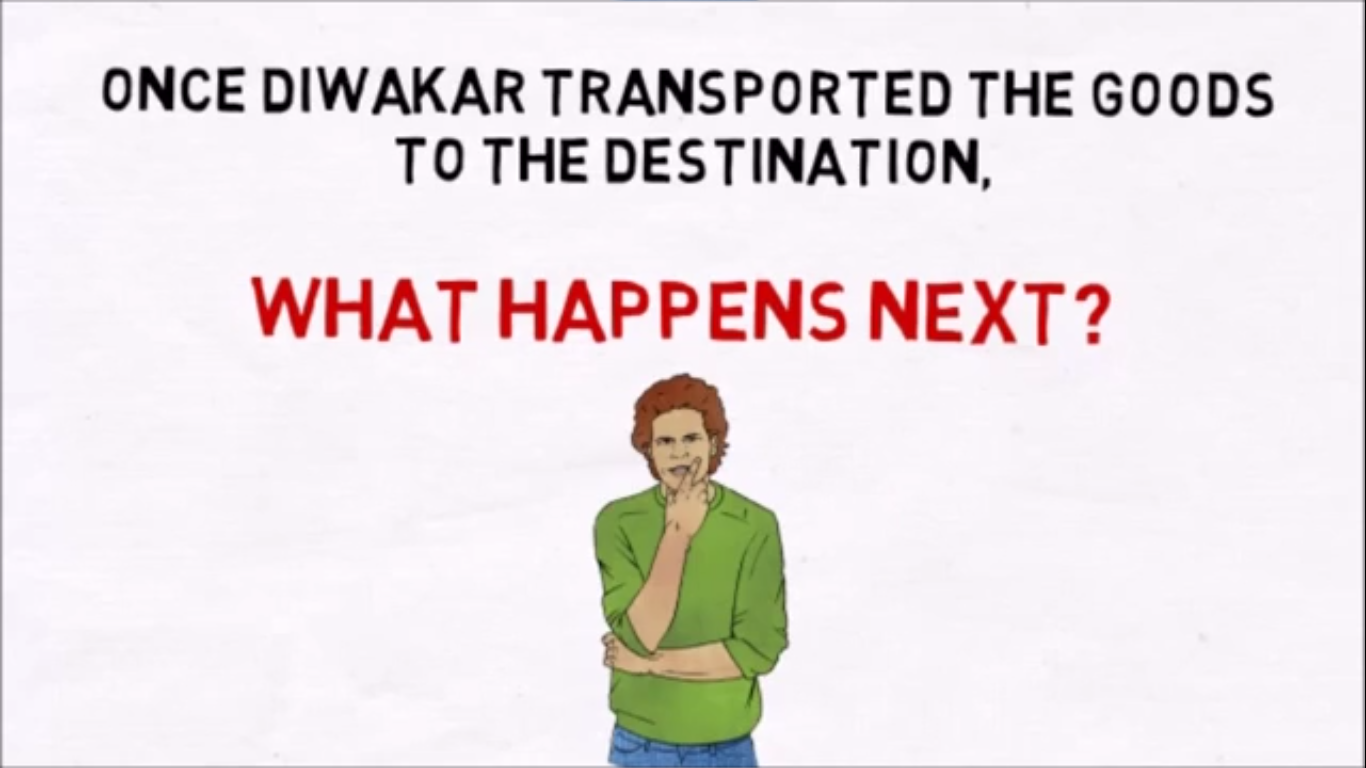 ONCE DIWAKAR TRANSPORTED THE GOODS
TO THE DESTINATION,
WHAT HAPPENS NEXT?